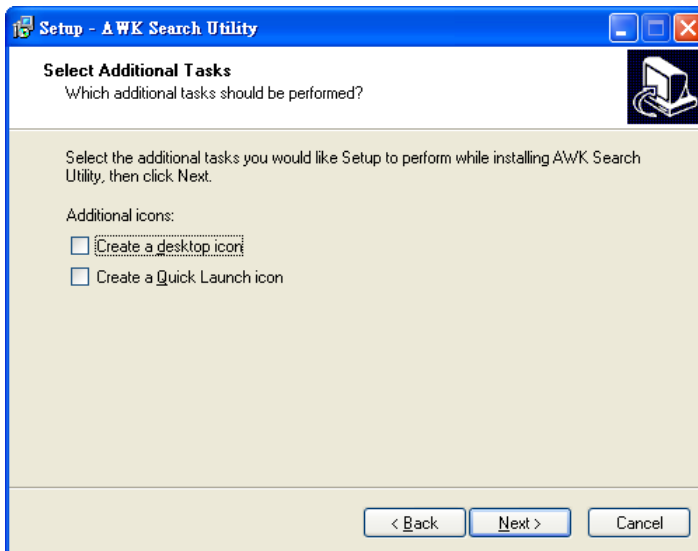 Setup - AWK Search Utility
Select Additional Tasks
Which additional tasks should be performed?
Select the additional tasks you would like Setup to perform while installing AWK Search
Utility, then click Next.
Additional icons:
Create a desktop icon
Create a Quick Launch icon
< Back
Next >
Cancel